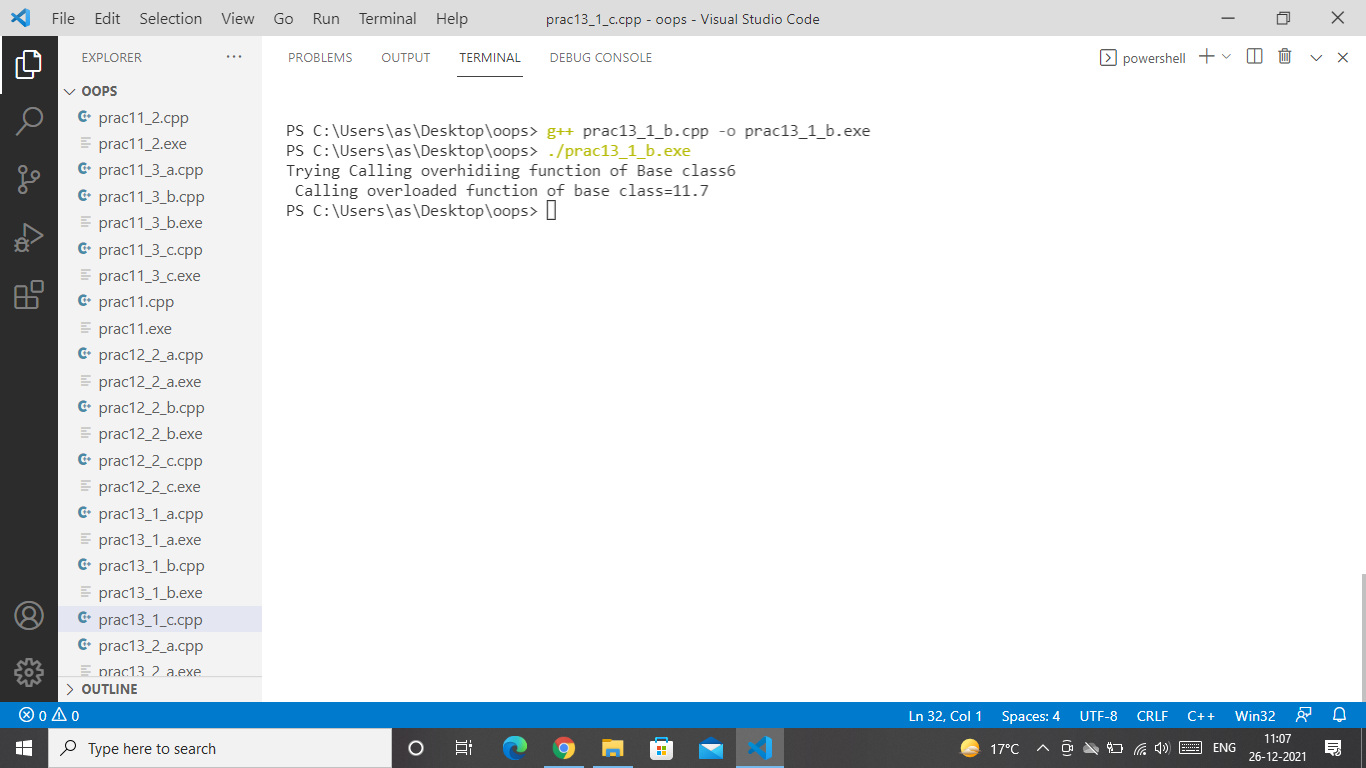 File Edit Selection View Go Run Terminal Help prac13_1_c.cpp - oops - Visual Studio Code
EXPLORER
PROBLEMS OUTPUT TERMINAL DEBUG CONSOLE powershell
OOPS
prac11_2.cpp
prac11_2.exe
prac11_3_a.cpp
prac11_3_b.cpp
prac11_3_b.exe
prac11_3_c.cpp
prac11_3_c.exe
prac11.cpp
prac11.exe
prac12_2_a.cpp
prac12_2_a.exe
prac12_2_b.cpp
prac12_2_b.exe
prac12_2_c.cpp
prac12_2_c.exe
prac13_1_a.cpp
prac13_1_a.exe
prac13_1_b.cpp
prac13_1_b.exe
prac13_1_c.cpp
prac13_2_a.cpp
prac13_2_a.exe
OUTLINE
PS C:\Users\as\Desktop\oops> g++ prac13_1_b.cpp -o prac13_1_b.exe
PS C:\Users\as\Desktop\oops> ./prac13_1_b.exe
Trying Calling overhidiing function of Base class6
 Calling overloaded function of base class=11.7
PS C:\Users\as\Desktop\oops>
0 0 Ln 32, Col 1 Spaces: 4 UTF-8 CRLF C++ Win32
Type here to search 17°C ENG 11:07
26-12-2021